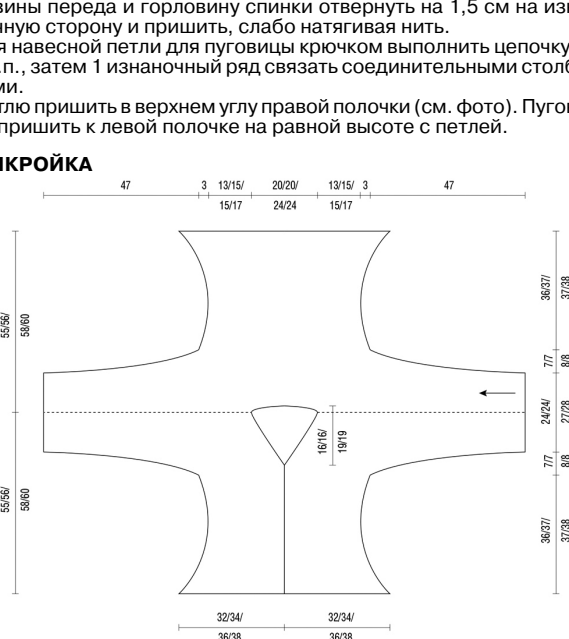 вины переда и горловину спинки отвернуть на 1,5 см на из
ную сторону и пришить, слабо натягивая нить.
я навесной петли для пуговицы крючком выполнить цепочку
.п., затем 1 изнаночный ряд связать соединительными столб
ми.
тлю пришить в верхнем углу правой полочки (см. фото). Пугов
пришить к левой полочке на равной высоте с петлей.
ЫКРОЙКА
47 3 13/15/ 20/20/ 13/15/ 3 47
15/17 24/24 15/17
55/56/
58/60
36/37/
37/38
7/7
8/8
24/24/
27/28
16/16/
19/19
55/56/
58/60
7/7
8/8
36/37/
37/38
32/34/ 32/34/
36/38 36/38